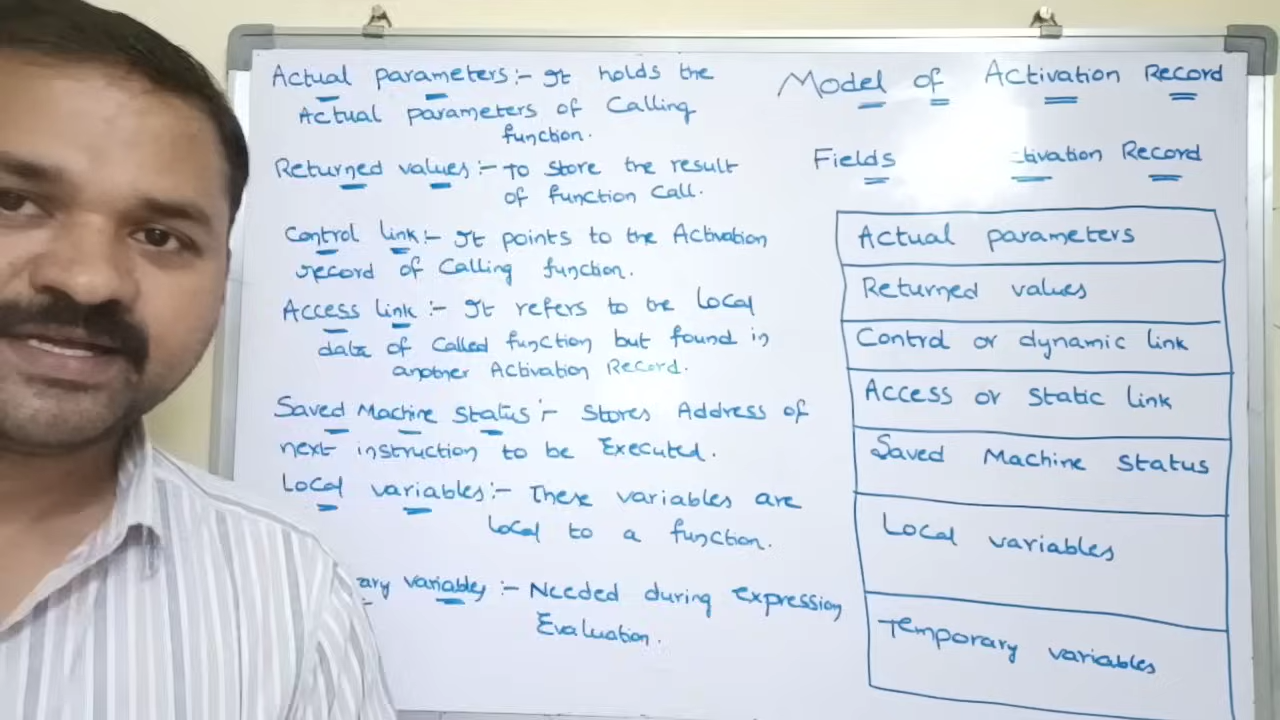 Actual parameters:- It holds the
Actual parameters of Calling
function.
Returned values:- To store the result
of function call.
Control link:- It points to the Activation
record of Calling function.
Access link :- It refers to the Local
data of Called function but found in
another Activation Record.
Saved Machine Status :- Stores Address of
next instruction to be Executed.
Local variables:- These variables are
Local to a function.
variables :- Needed during expression
Evaluation.
Model of Activation Record
Fields Record
Actual parameters
Returned values
Control or dynamic link
Access or static link
Saved Machine status
Local variables
Temporary variables